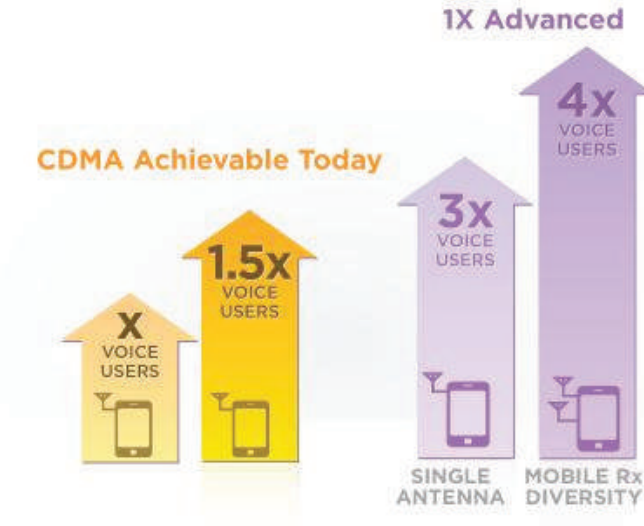 1X Advanced
CDMA Achievable Today
X
VOICE
USERS
1.5x
VOICE
USERS
3x
VOICE
USERS
4x
VOICE
USERS
SINGLE
ANTENNA
MOBILE Rx
DIVERSITY